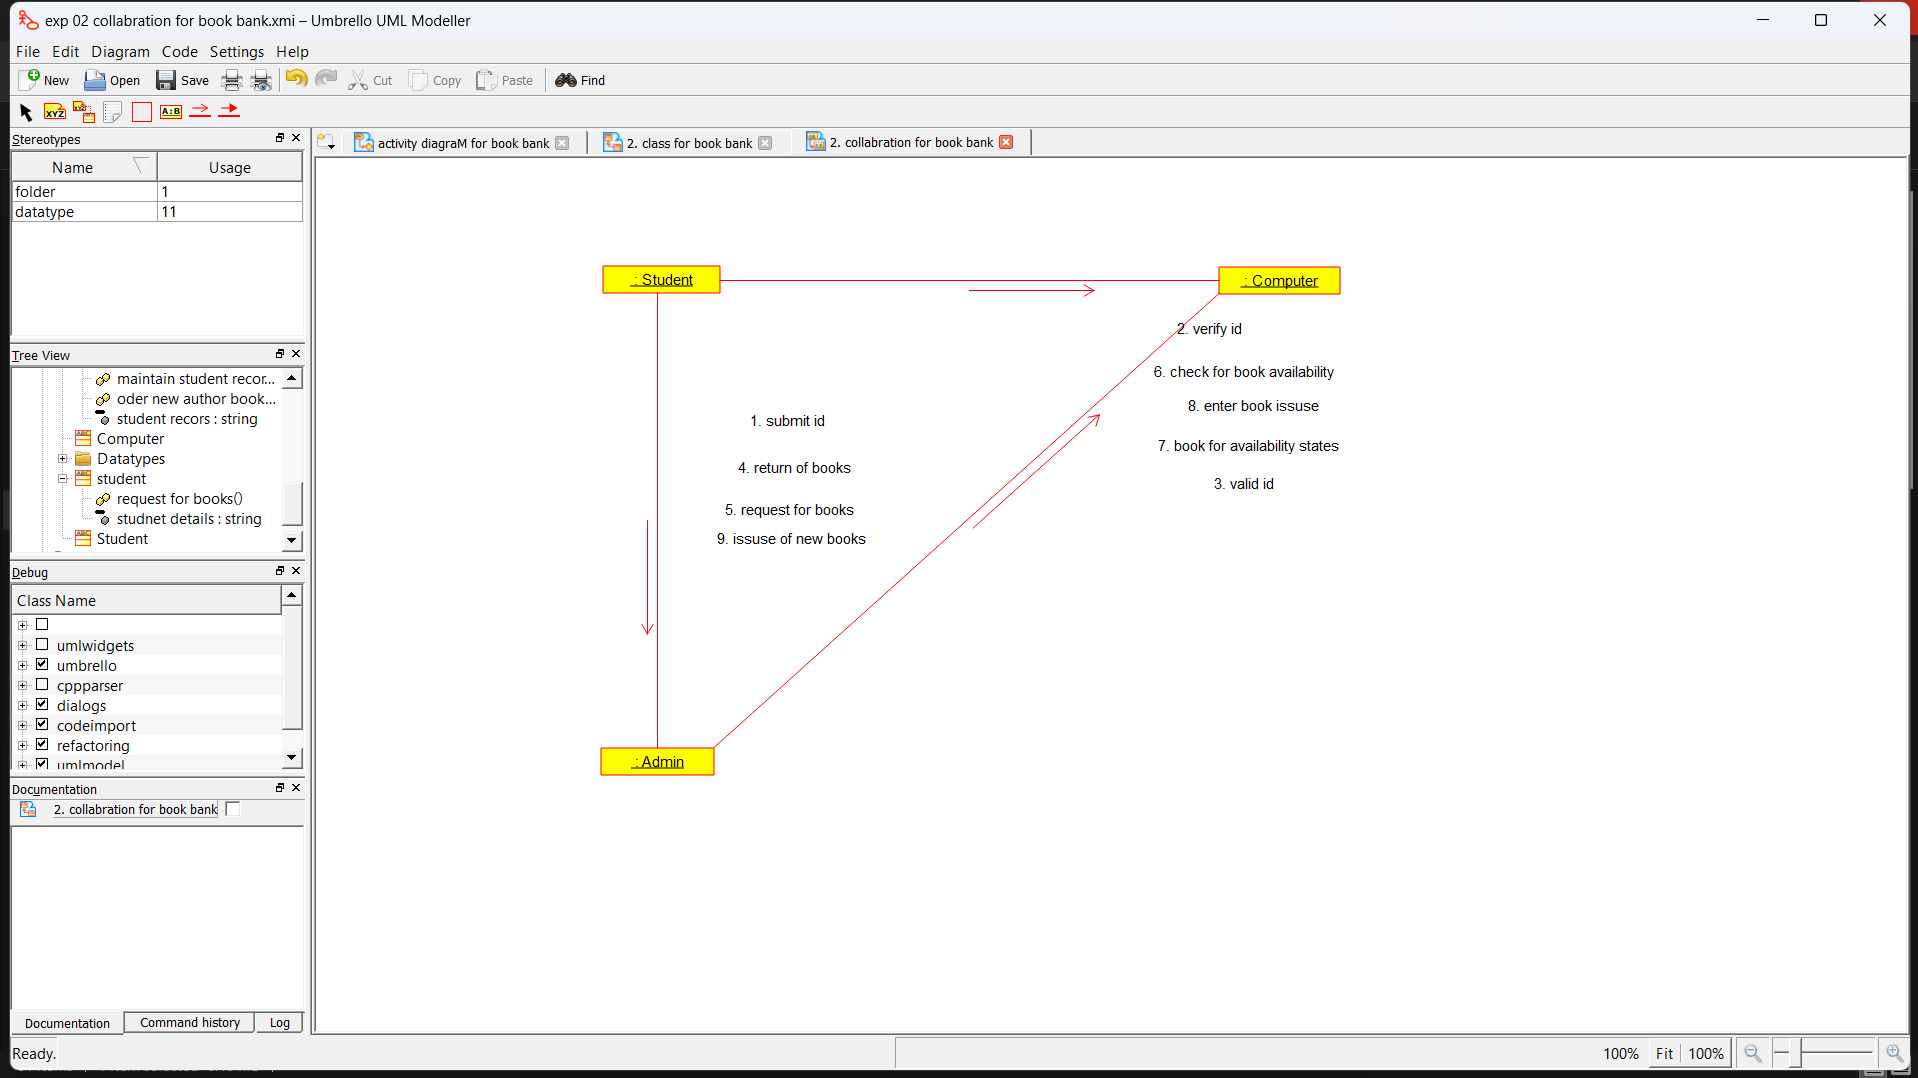 exp 02 collabration for book bank.xmi – Umbrello UML Modeller
File Edit Diagram Code Settings Help
New Open Save Cut Copy Paste Find
XYZ XYZ A:B
Stereotypes
activity diagraM for book bank
2. class for book bank
2. collabration for book bank
Name Usage
folder 1
datatype 11
Tree View
maintain student recor...
oder new author book...
student recors : string
Computer
Datatypes
student
request for books()
studnet details : string
Student
Debug
Class Name
umlwidgets
umbrello
cppparser
dialogs
codeimport
refactoring
umlmodel
Documentation
2. collabration for book bank
Documentation Command history Log
: Student
: Computer
2. verify id
6. check for book availability
8. enter book issuse
7. book for availability states
3. valid id
1. submit id
4. return of books
5. request for books
9. issuse of new books
: Admin
Ready.
100% Fit 100%